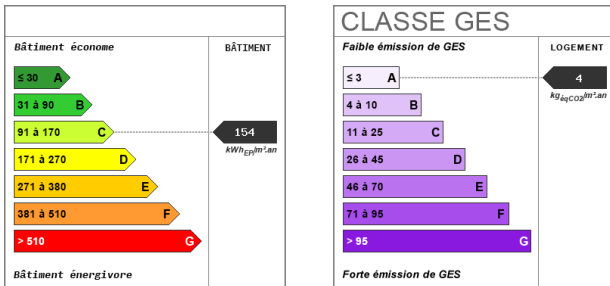 Bâtiment économe
BÂTIMENT
≤ 30 A
31 à 90 B
91 à 170 C
154
kWhEP/m².an
171 à 270 D
271 à 380 E
381 à 510 F
> 510 G
Bâtiment énergivore
CLASSE GES
Faible émission de GES
LOGEMENT
≤ 3 A
4
kgéqCO2/m².an
4 à 10 B
11 à 25 C
26 à 45 D
46 à 70 E
71 à 95 F
> 95 G
Forte émission de GES